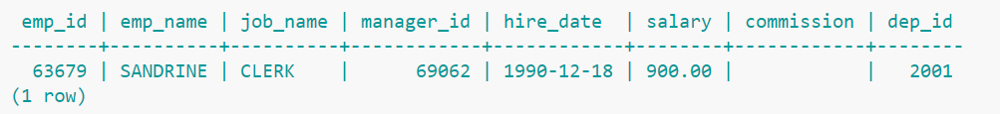 emp_id | emp_name | job_name | manager_id | hire_date  | salary | commission | dep_id
--------+----------+----------+------------+------------+--------+------------+--------
  63679 | SANDRINE | CLERK    |      69062 | 1990-12-18 | 900.00 |            |   2001
(1 row)